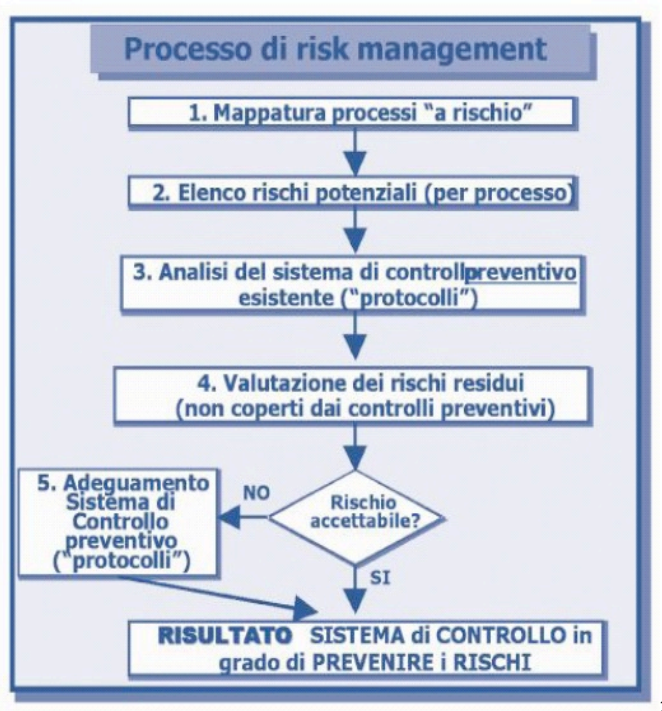 Processo di risk management
1. Mappatura processi “a rischio”
2. Elenco rischi potenziali (per processo)
3. Analisi del sistema di controllpreventivo
esistente (“protocolli”)
4. Valutazione dei rischi residui
(non coperti dai controlli preventivi)
Rischio
accettabile?
NO
5. Adeguamento
Sistema di
Controllo
preventivo
(“protocolli”)
SI
RISULTATO SISTEMA di CONTROLLO in
grado di PREVENIRE i RISCHI